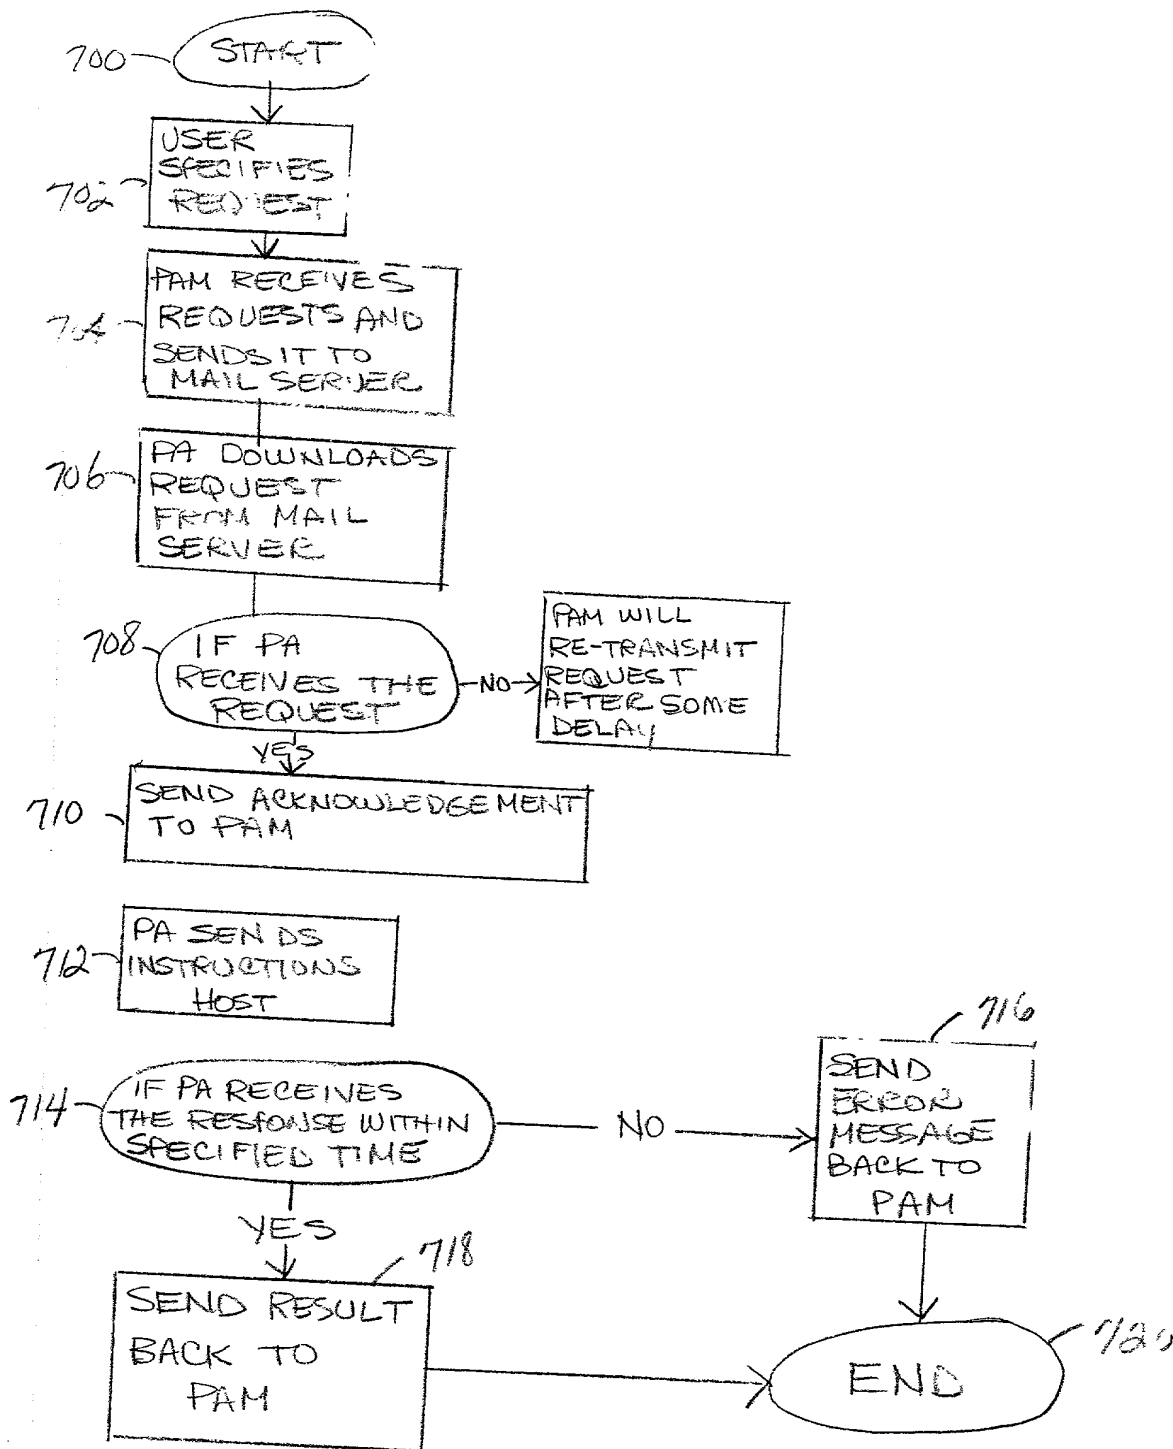 700 START
USER
SPECIFIES
702 REQUEST
PAM RECEIVES
704 REQUESTS AND
SENDS IT TO
MAIL SERVER
PA DOWNLOADS
706 REQUEST
FROM MAIL
SERVER
708 IF PA
RECEIVES THE
REQUEST
NO
PAM WILL
RE-TRANSMIT
REQUEST
AFTER SOME
DELAY
YES
SEND ACKNOWLEDGEMENT
710 TO PAM
PA SENDS
712 INSTRUCTIONS
HOST
IF PA RECEIVES
714 THE RESPONSE WITHIN
SPECIFIED TIME
NO
716
SEND
ERROR
MESSAGE
BACK TO
PAM
YES
718
SEND RESULT
BACK TO
PAM
720
END